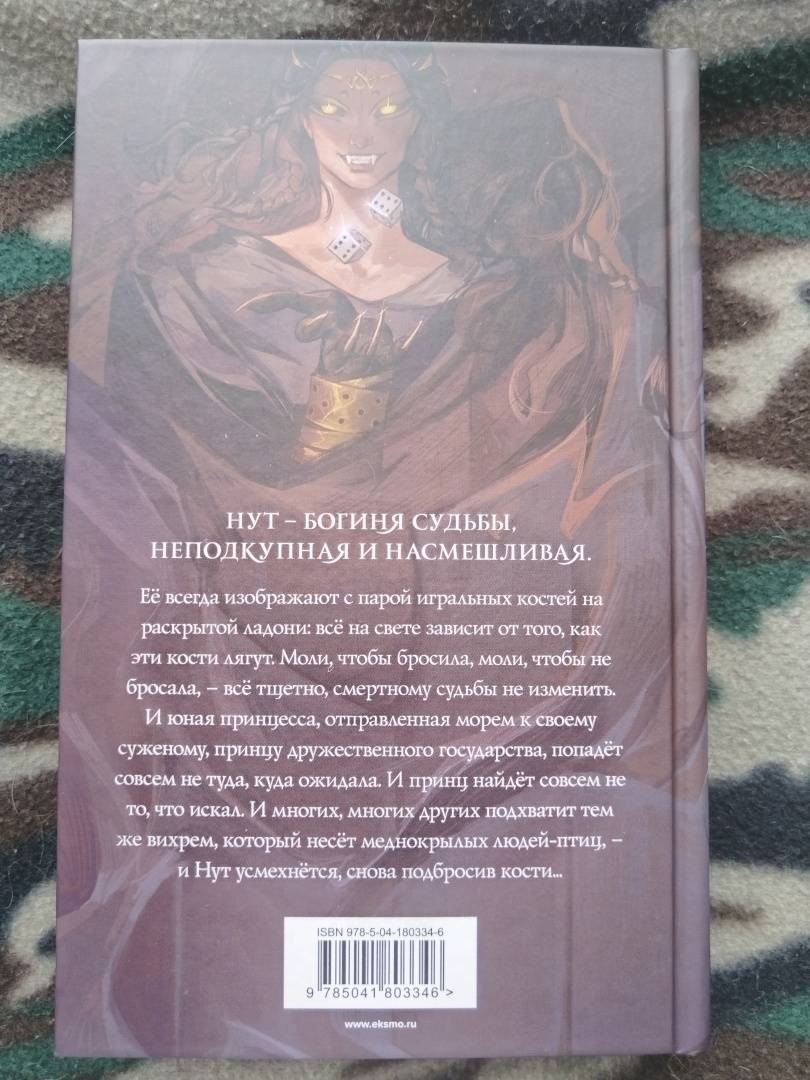 НУТ – БОГИНЯ СУДЬБЫ,
НЕПОДКУПНАЯ И НАСМЕШЛИВАЯ.
Её всегда изображают с парой игральных костей на
раскрытой ладони: всё на свете зависит от того, как
эти кости лягут. Моли, чтобы бросила, моли, чтобы не
бросала, – всё тщетно, смертному судьбы не изменить.
И юная принцесса, отправленная морем к своему
суженому, принцу дружественного государства, попадёт
совсем не туда, куда ожидала. И принц найдёт совсем не
то, что искал. И многих, многих других подхватит тем
же вихрем, который несёт меднокрылых людей-птиц, –
и Нут усмехнётся, снова подбросив кости...
ISBN 978-5-04-180334-6
9 785041 803346 >
www.eksmo.ru